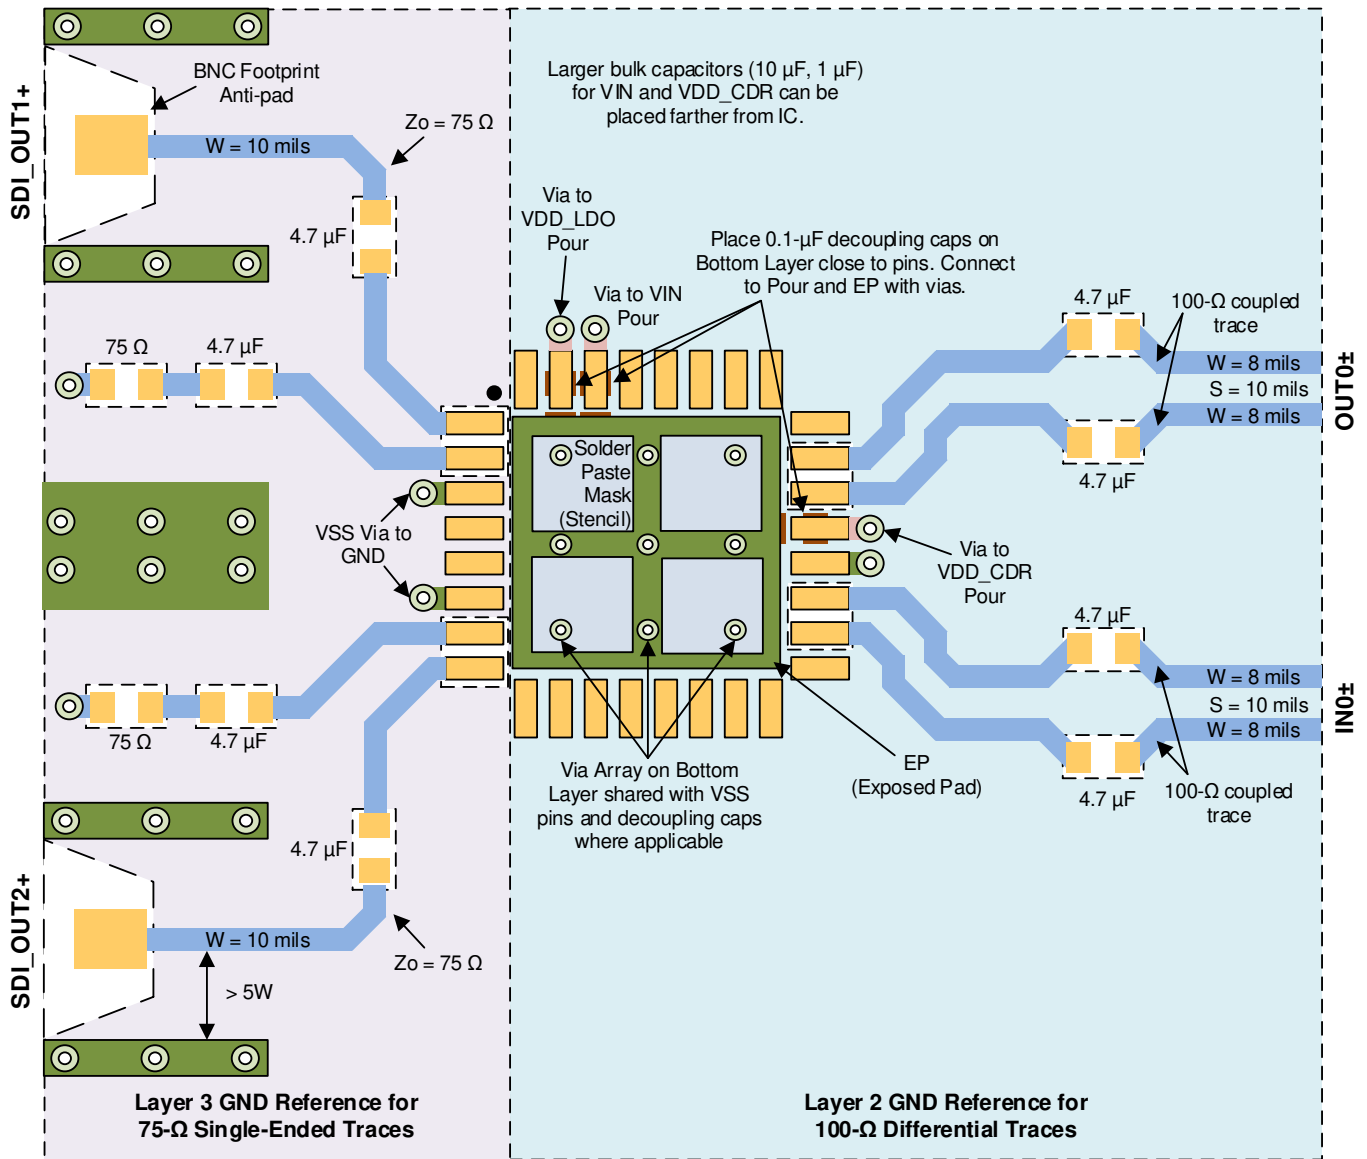 SDI_OUT1+
BNC Footprint
Anti-pad
W = 10 mils
Zo = 75 Ω
4.7 µF
75 Ω
4.7 µF
VSS Via to
GND
75 Ω
4.7 µF
4.7 µF
SDI_OUT2+
W = 10 mils
Zo = 75 Ω
> 5W
Layer 3 GND Reference for
75-Ω Single-Ended Traces
Larger bulk capacitors (10 µF, 1 µF)
for VIN and VDD_CDR can be
placed farther from IC.
Via to
VDD_LDO
Pour
Via to VIN
Pour
Place 0.1-µF decoupling caps on
Bottom Layer close to pins. Connect
to Pour and EP with vias.
Solder
Paste
Mask
(Stencil)
4.7 µF
100-Ω coupled
trace
W = 8 mils
S = 10 mils
W = 8 mils
4.7 µF
OUT0±
Via to
VDD_CDR
Pour
4.7 µF
W = 8 mils
S = 10 mils
W = 8 mils
4.7 µF
100-Ω coupled
trace
IN0±
EP
(Exposed Pad)
Via Array on Bottom
Layer shared with VSS
pins and decoupling caps
where applicable
Layer 2 GND Reference for
100-Ω Differential Traces